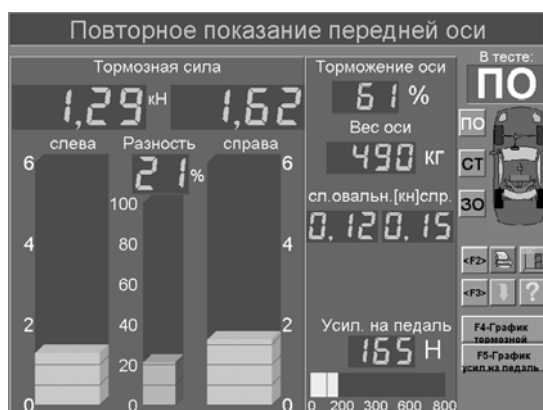 Повторное показание передней оси
Тормозная сила
1,29 кН 1,62
слева Разность справа
21 %
6 6
100
4 80 4
60
2 40 2
20
0 0 0
Торможение оси
61 %
Вес оси
490 кг
сл.овальн.[кн]спр.
0,12 0,15
Усил. на педаль
165 Н
0 200 300 600 800
В тесте:
ПО
ПО
СТ
ЗО
<F2>
<F3> ?
F4-График
тормозной
F5-График
усил.на педаль